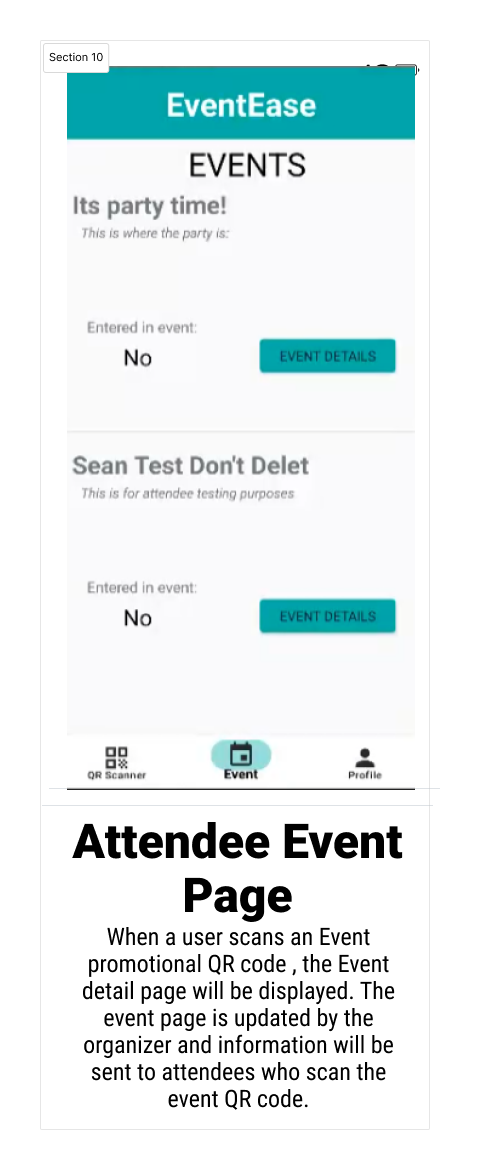 Section 10
EventEase
EVENTS
Its party time!
This is where the party is:
Entered in event:
No
EVENT DETAILS
Sean Test Don't Delet
This is for attendee testing purposes
Entered in event:
No
EVENT DETAILS
QR Scanner
Event
Profile
Attendee Event
Page
When a user scans an Event
promotional QR code , the Event
detail page will be displayed. The
event page is updated by the
organizer and information will be
sent to attendees who scan the
event QR code.